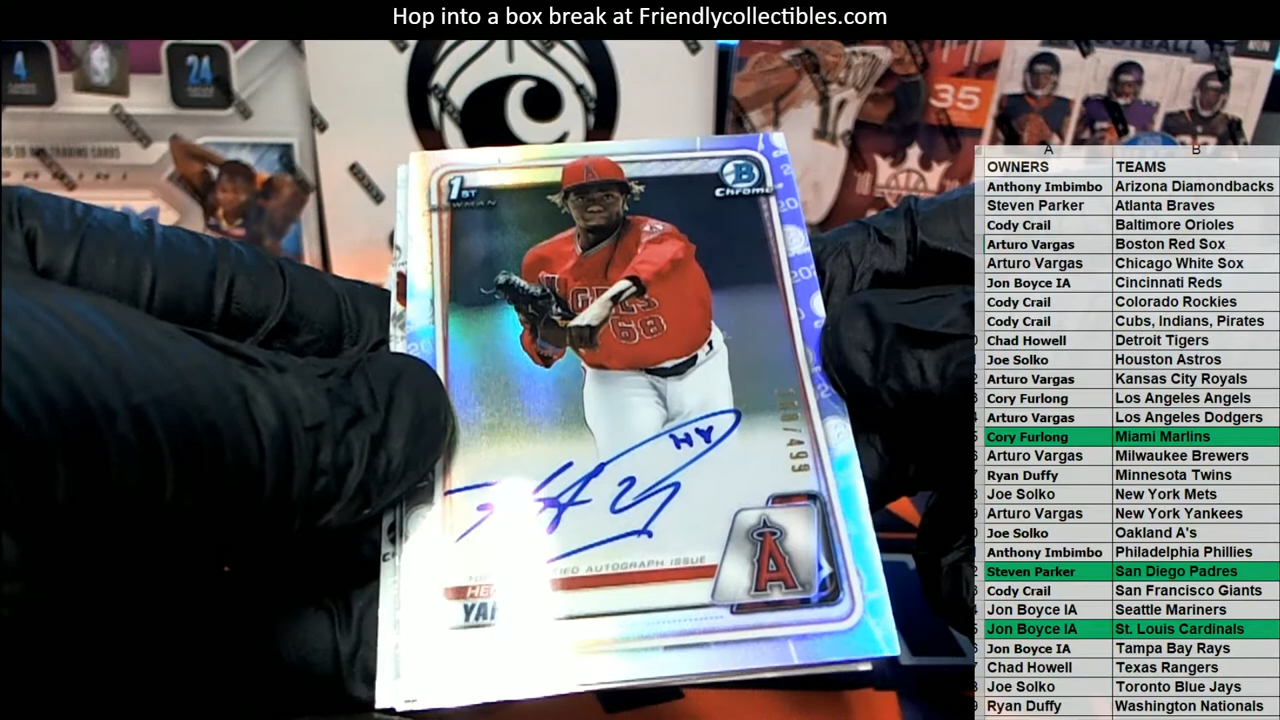 Hop into a box break at Friendlycollectibles.com
4
24
35
1ST
BOWMAN
B
Chrome
ANGELS
68
HY
/499
TIFIED AUTOGRAPH ISSUE
A
A B
OWNERS TEAMS
Anthony Imbimbo Arizona Diamondbacks
Steven Parker Atlanta Braves
Cody Crail Baltimore Orioles
Arturo Vargas Boston Red Sox
Arturo Vargas Chicago White Sox
Jon Boyce IA Cincinnati Reds
Cody Crail Colorado Rockies
Cody Crail Cubs, Indians, Pirates
Chad Howell Detroit Tigers
Joe Solko Houston Astros
Arturo Vargas Kansas City Royals
Cory Furlong Los Angeles Angels
Arturo Vargas Los Angeles Dodgers
Cory Furlong Miami Marlins
Arturo Vargas Milwaukee Brewers
Ryan Duffy Minnesota Twins
Joe Solko New York Mets
Arturo Vargas New York Yankees
Joe Solko Oakland A's
Anthony Imbimbo Philadelphia Phillies
Steven Parker San Diego Padres
Cody Crail San Francisco Giants
Jon Boyce IA Seattle Mariners
Jon Boyce IA St. Louis Cardinals
Jon Boyce IA Tampa Bay Rays
Chad Howell Texas Rangers
Joe Solko Toronto Blue Jays
Ryan Duffy Washington Nationals